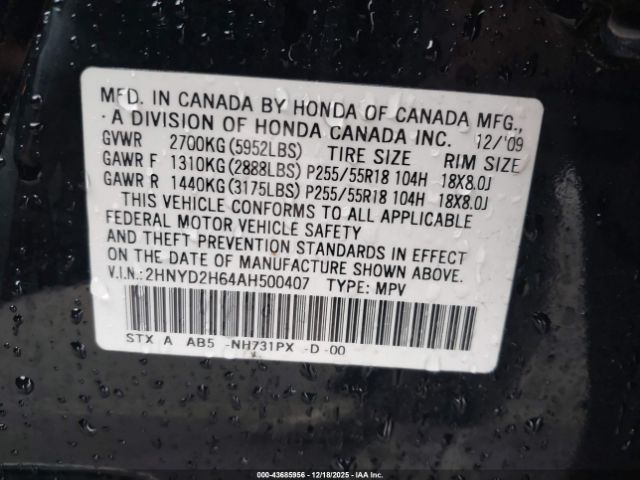 MFD. IN CANADA BY HONDA OF CANADA MFG.,
A DIVISION OF HONDA CANADA INC. 12/'09
GVWR 2700KG(5952LBS) TIRE SIZE RIM SIZE
GAWR F 1310KG(2888LBS) P255/55R18 104H 18X8.0J
GAWR R 1440KG(3175LBS) P255/55R18 104H 18X8.0J
THIS VEHICLE CONFORMS TO ALL APPLICABLE
FEDERAL MOTOR VEHICLE SAFETY
AND THEFT PREVENTION STANDARDS IN EFFECT
ON THE DATE OF MANUFACTURE SHOWN ABOVE.
V.I.N.: 2HNYD2H64AH500407 TYPE: MPV
STX A AB5 -NH731PX -D-00
000-43685956 - 12/18/2025 - IAA, Inc.